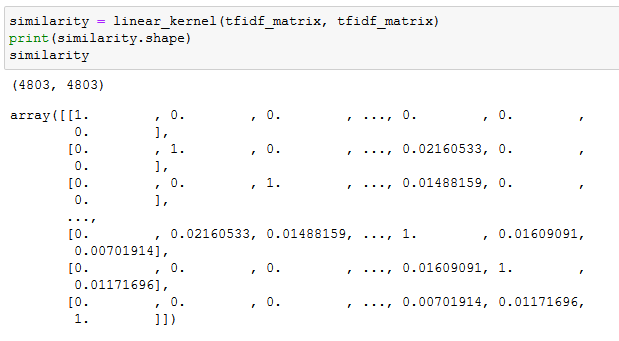 similarity = linear_kernel(tfidf_matrix, tfidf_matrix)
print(similarity.shape)
similarity
(4803, 4803)
array([[1.        , 0.        , 0.        , ..., 0.        , 0.        ,
        0.        ],
       [0.        , 1.        , 0.        , ..., 0.02160533, 0.        ,
        0.        ],
       [0.        , 0.        , 1.        , ..., 0.01488159, 0.        ,
        0.        ],
       ...,
       [0.        , 0.02160533, 0.01488159, ..., 1.        , 0.01609091,
        0.00701914],
       [0.        , 0.        , 0.        , ..., 0.01609091, 1.        ,
        0.01171696],
       [0.        , 0.        , 0.        , ..., 0.00701914, 0.01171696,
        1.        ]])